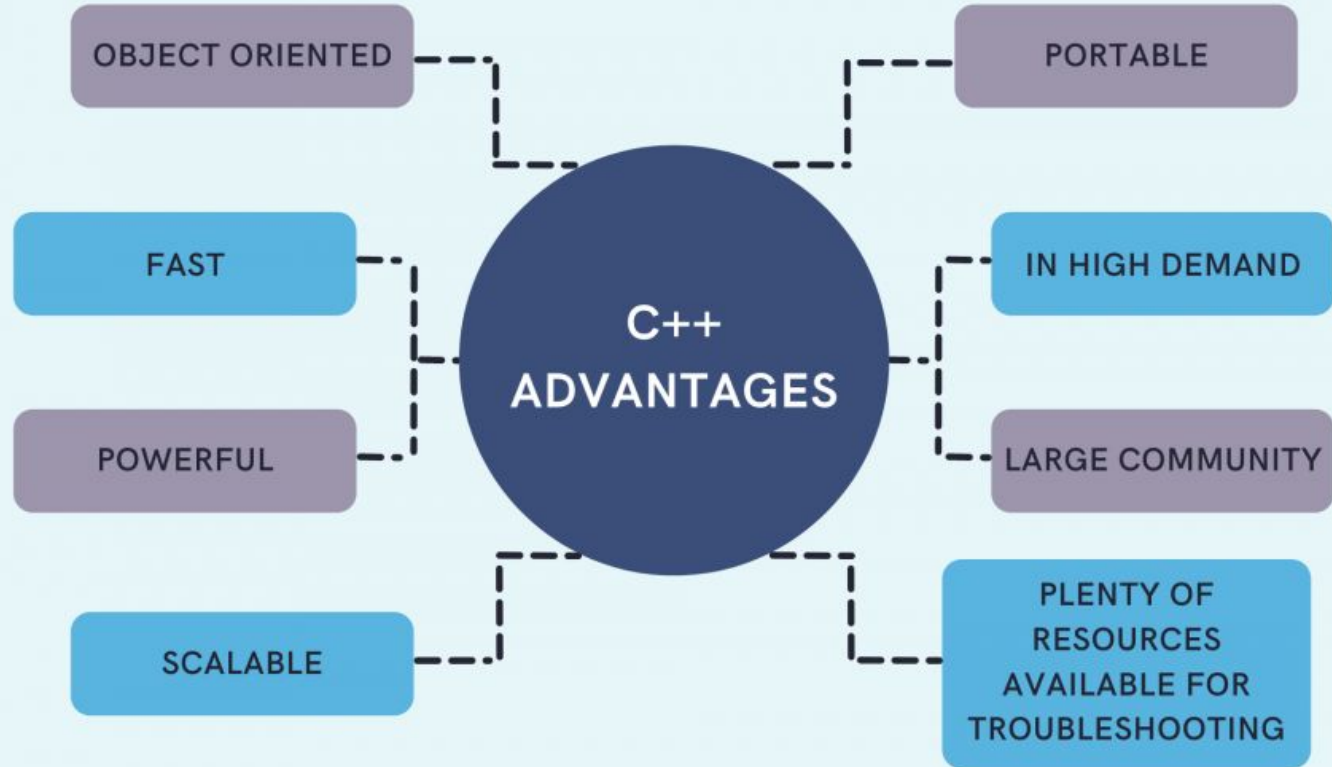 OBJECT ORIENTED
PORTABLE
FAST
IN HIGH DEMAND
C++
ADVANTAGES
POWERFUL
LARGE COMMUNITY
SCALABLE
PLENTY OF
RESOURCES
AVAILABLE FOR
TROUBLESHOOTING